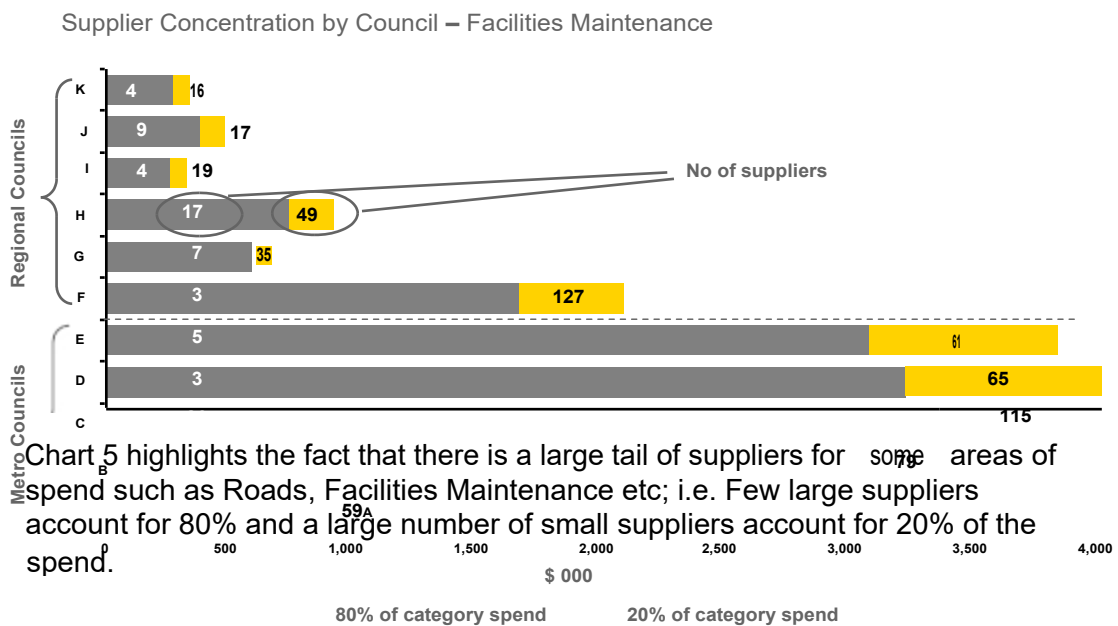 Supplier Concentration by Council – Facilities Maintenance
Regional Councils
K 4 16
J 9 17
I 4 19
No of suppliers
H 17 49
G 7 35
F 3 127
Metro Councils
E 5 61
D 3 65
C 115
Chart 5 highlights the fact that there is a large tail of suppliers for some areas of
B 79
spend such as Roads, Facilities Maintenance etc; i.e. Few large suppliers
59 A
account for 80% and a large number of small suppliers account for 20% of the
spend.
0 500 1,000 1,500 2,000 2,500 3,000 3,500 4,000
$ 000
80% of category spend 20% of category spend